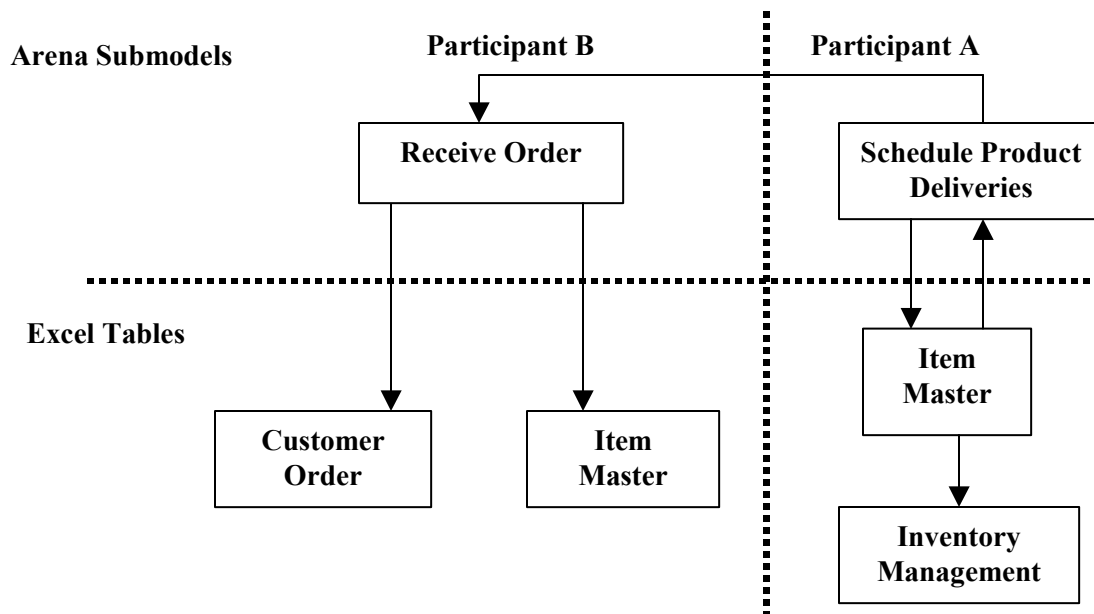 Arena Submodels
Participant B
Participant A
Receive Order
Schedule Product
Deliveries
Excel Tables
Customer
Order
Item
Master
Item
Master
Inventory
Management